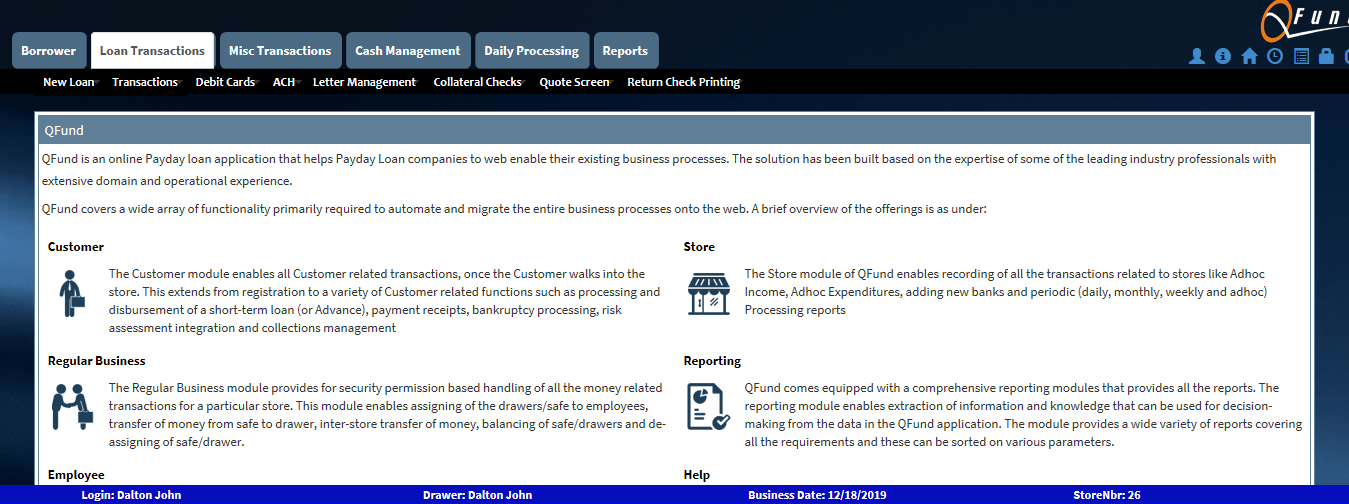 QFun
Borrower Loan Transactions Misc Transactions Cash Management Daily Processing Reports
New Loan Transactions Debit Cards ACH Letter Management Collateral Checks Quote Screen Return Check Printing
QFund
QFund is an online Payday loan application that helps Payday Loan companies to web enable their existing business processes. The solution has been built based on the expertise of some of the leading industry professionals with
extensive domain and operational experience.
QFund covers a wide array of functionality primarily required to automate and migrate the entire business processes onto the web. A brief overview of the offerings is as under:
Customer
The Customer module enables all Customer related transactions, once the Customer walks into the
store. This extends from registration to a variety of Customer related functions such as processing and
disbursement of a short-term loan (or Advance), payment receipts, bankruptcy processing, risk
assessment integration and collections management
Store
The Store module of QFund enables recording of all the transactions related to stores like Adhoc
Income, Adhoc Expenditures, adding new banks and periodic (daily, monthly, weekly and adhoc)
Processing reports
Regular Business
The Regular Business module provides for security permission based handling of all the money related
transactions for a particular store. This module enables assigning of the drawers/safe to employees,
transfer of money from safe to drawer, inter-store transfer of money, balancing of safe/drawers and de-
assigning of safe/drawer.
Reporting
QFund comes equipped with a comprehensive reporting modules that provides all the reports. The
reporting module enables extraction of information and knowledge that can be used for decision-
making from the data in the QFund application. The module provides a wide variety of reports covering
all the requirements and these can be sorted on various parameters.
Employee
Help
Login: Dalton John Drawer: Dalton John Business Date: 12/18/2019 StoreNbr: 26